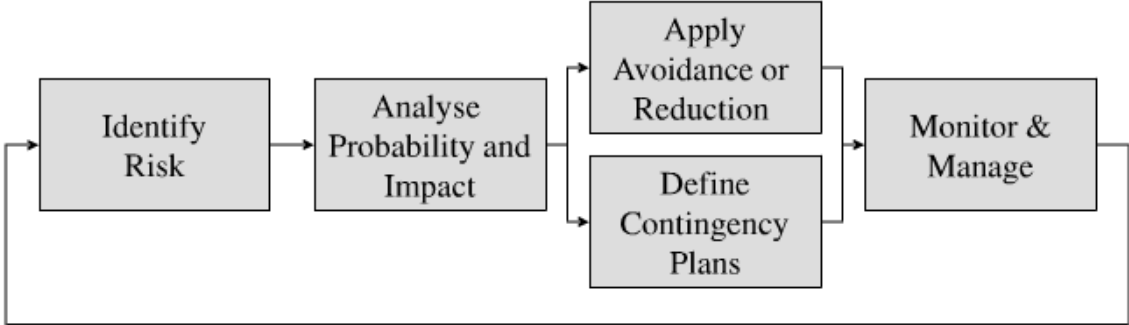 Identify
Risk
Analyse
Probability and
Impact
Apply
Avoidance or
Reduction
Define
Contingency
Plans
Monitor &
Manage